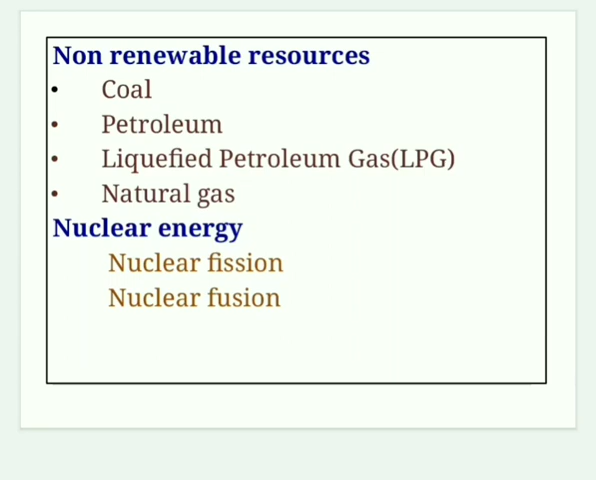 Non renewable resources
• Coal
• Petroleum
• Liquefied Petroleum Gas(LPG)
• Natural gas
Nuclear energy
Nuclear fission
Nuclear fusion